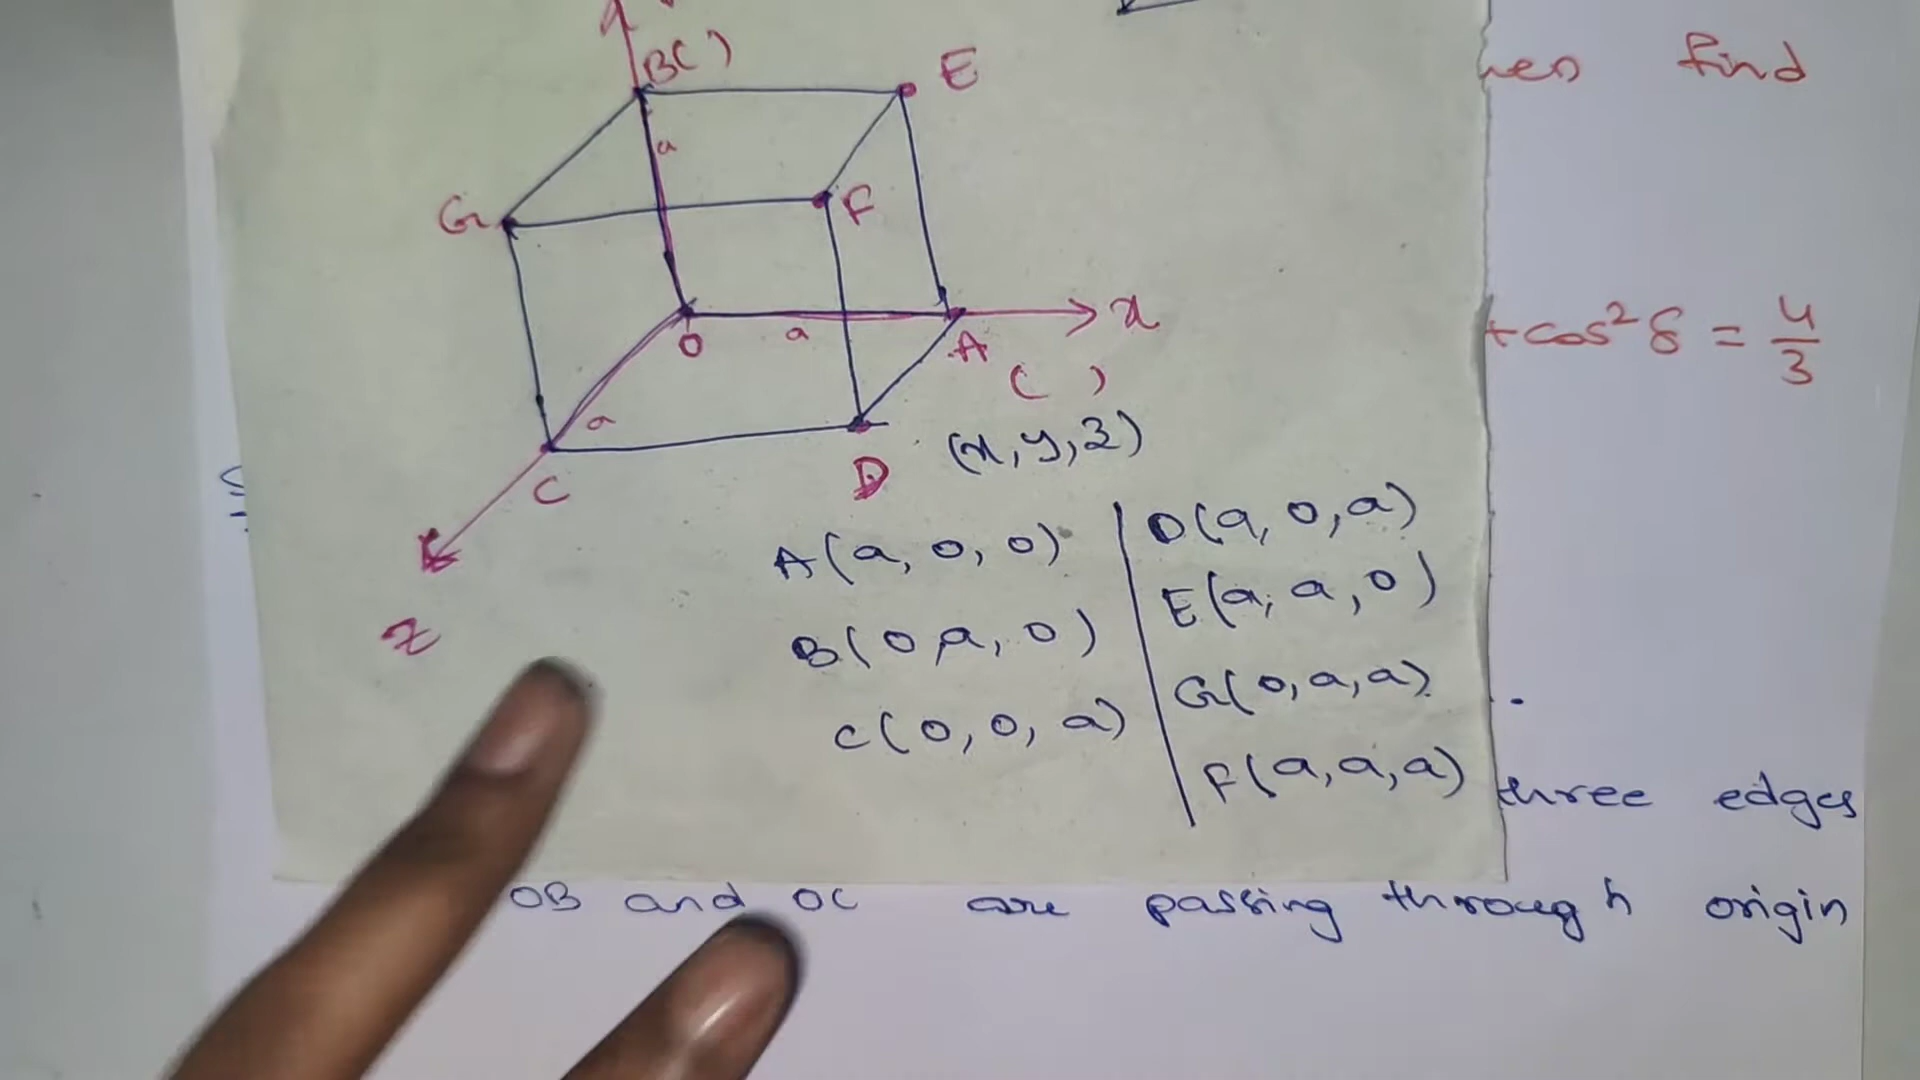 B( )
E
hen find
a
G
F
+cos²δ = 4/3
O
a
A
x
( )
a
(x, y, z)
C
D
z
A(a, 0, 0)
B(0, a, 0)
C(0, 0, a)
D(a, 0, a)
E(a, a, 0)
G(0, a, a)
F(a, a, a)
three edges
OB and OC are passing through origin